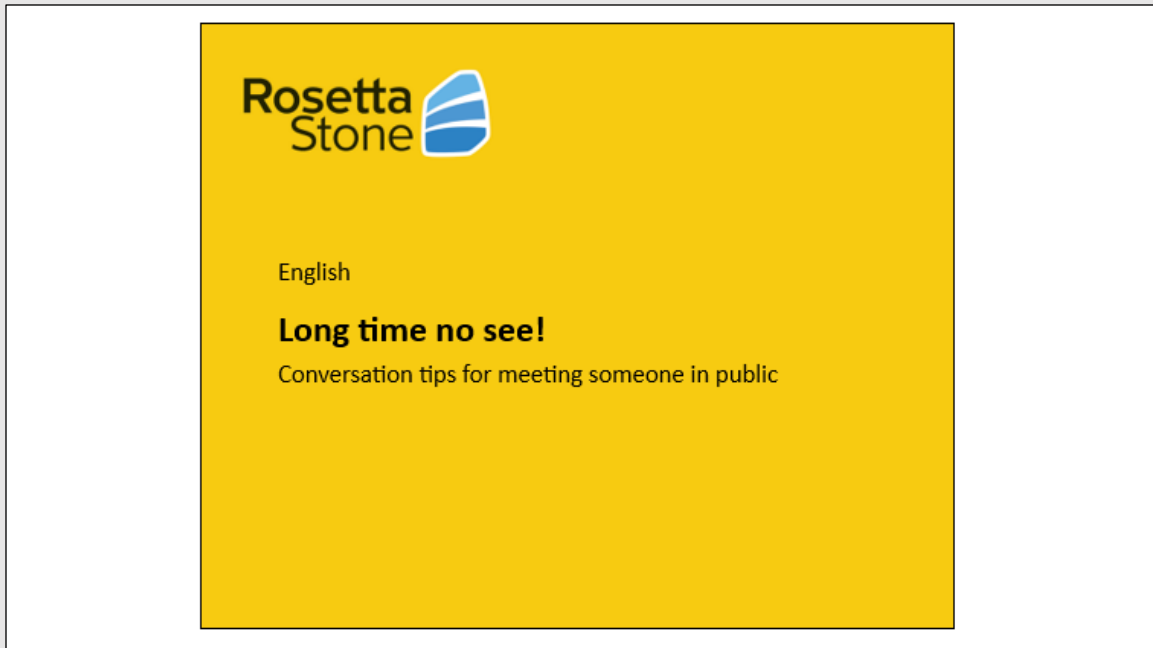 Rosetta
Stone
English
Long time no see!
Conversation tips for meeting someone in public